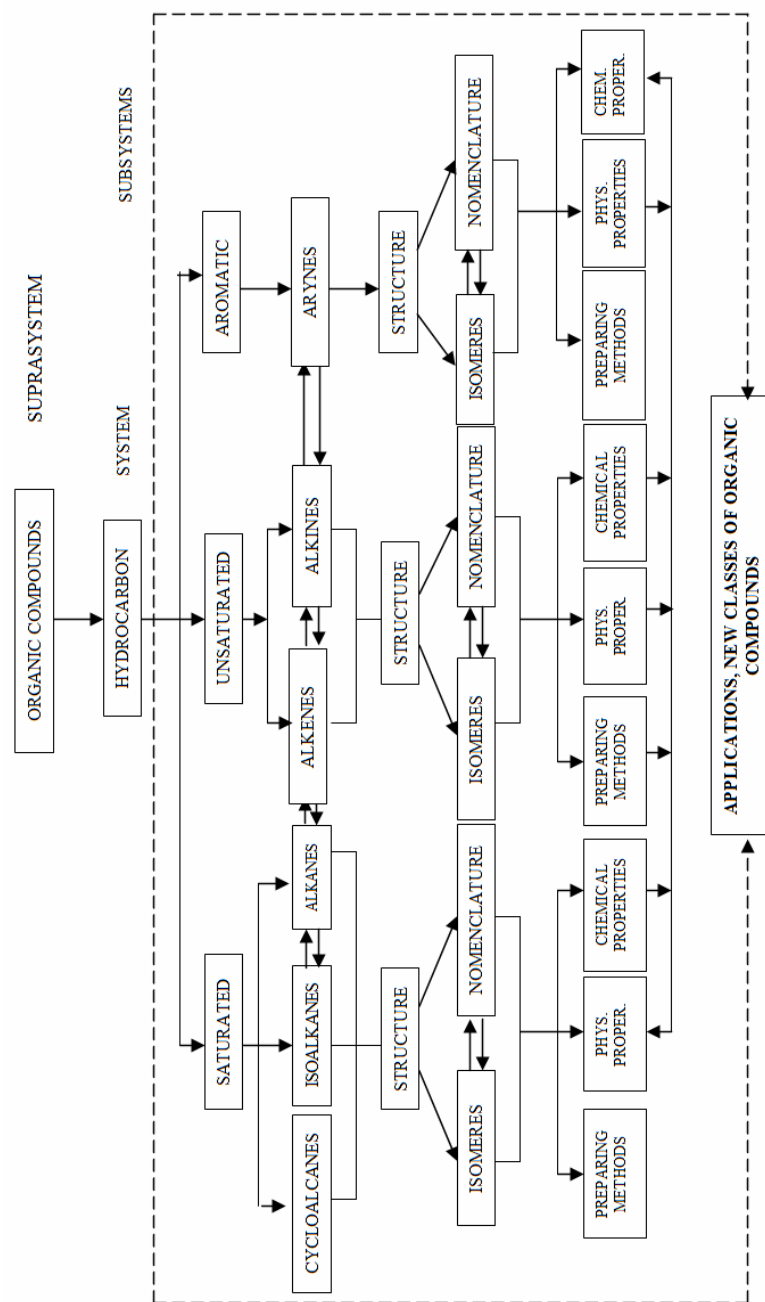 SUPRASYSTEM
ORGANIC COMPOUNDS
SYSTEM
HYDROCARBON
SUBSYSTEMS
SATURATED
UNSATURATED
AROMATIC
CYCLOALCANES
ISOALKANES
ALKANES
ALKENES
ALKINES
ARYNES
STRUCTURE
STRUCTURE
STRUCTURE
ISOMERES
NOMENCLATURE
ISOMERES
NOMENCLATURE
ISOMERES
NOMENCLATURE
PREPARING
METHODS
PHYS.
PROPER.
CHEMICAL
PROPERTIES
PREPARING
METHODS
PHYS.
PROPER.
CHEMICAL
PROPERTIES
PREPARING
METHODS
PHYS.
PROPERTIES
CHEM.
PROPER.
APPLICATIONS, NEW CLASSES OF ORGANIC
COMPOUNDS